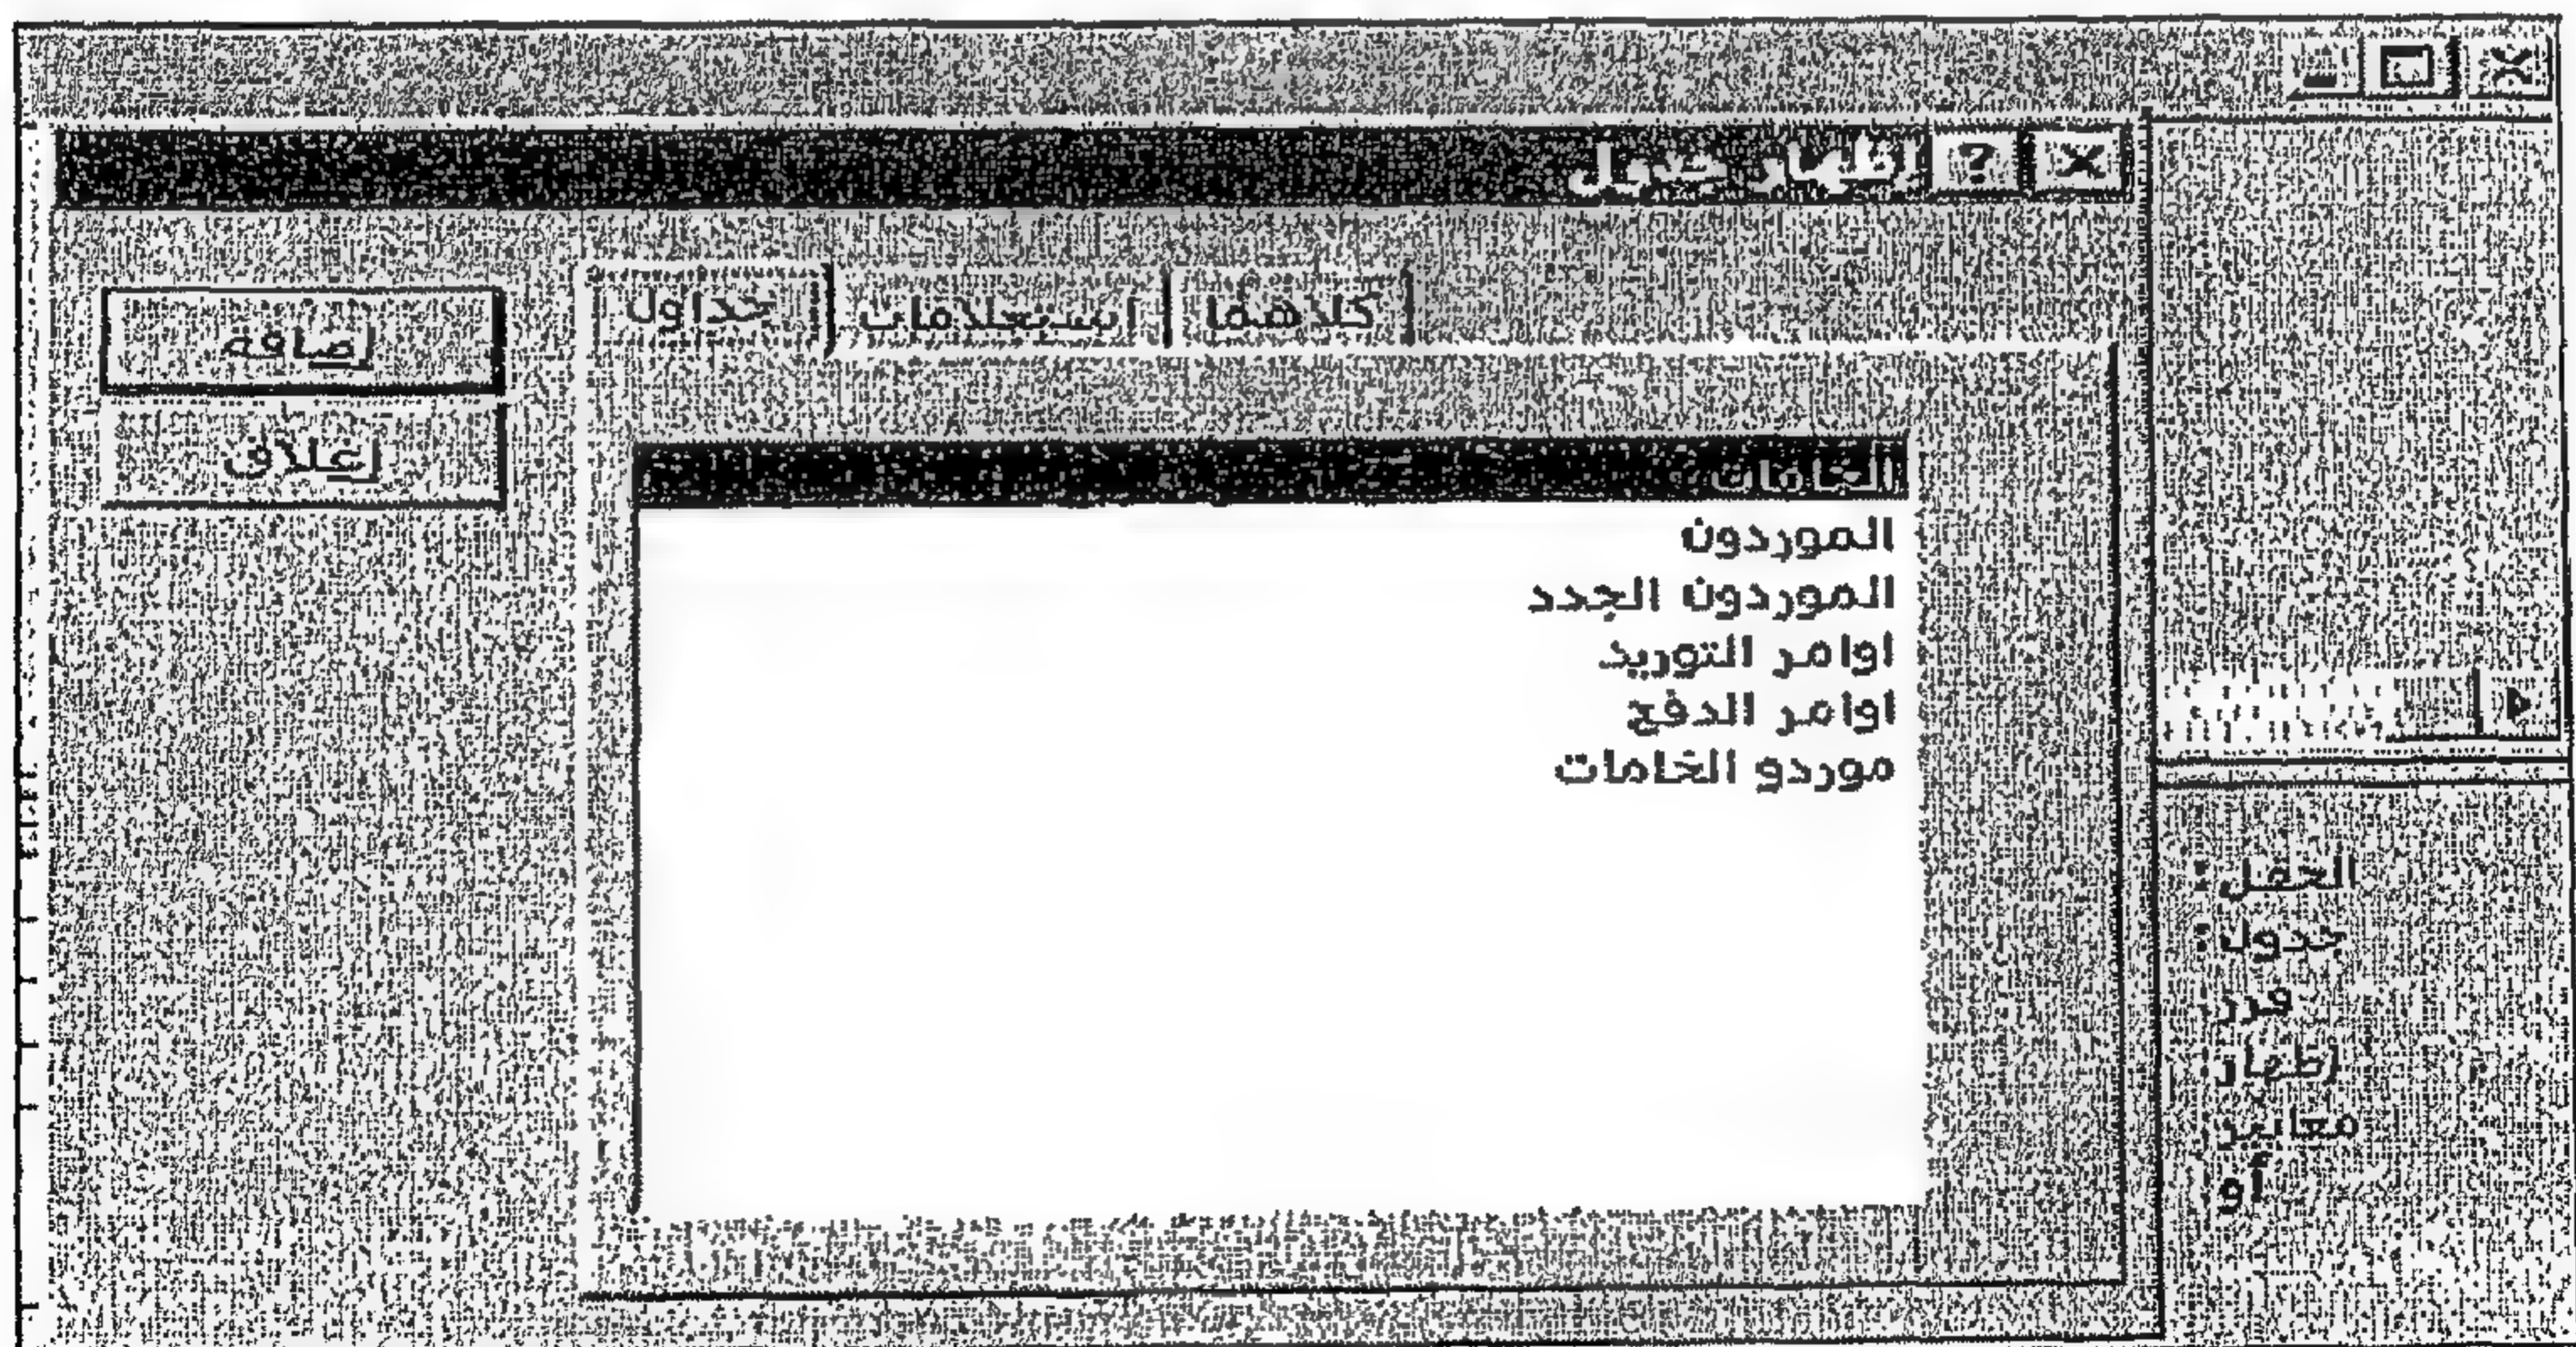 إظهار جدول
جداول استعلامات كلاهما
إضافة
إغلاق
الخامات
الموردون
الموردون الجدد
اوامر التوريد
اوامر الدفع
موردو الخامات
الحقل:
جدول:
فرز
إظهار:
معايير:
أو